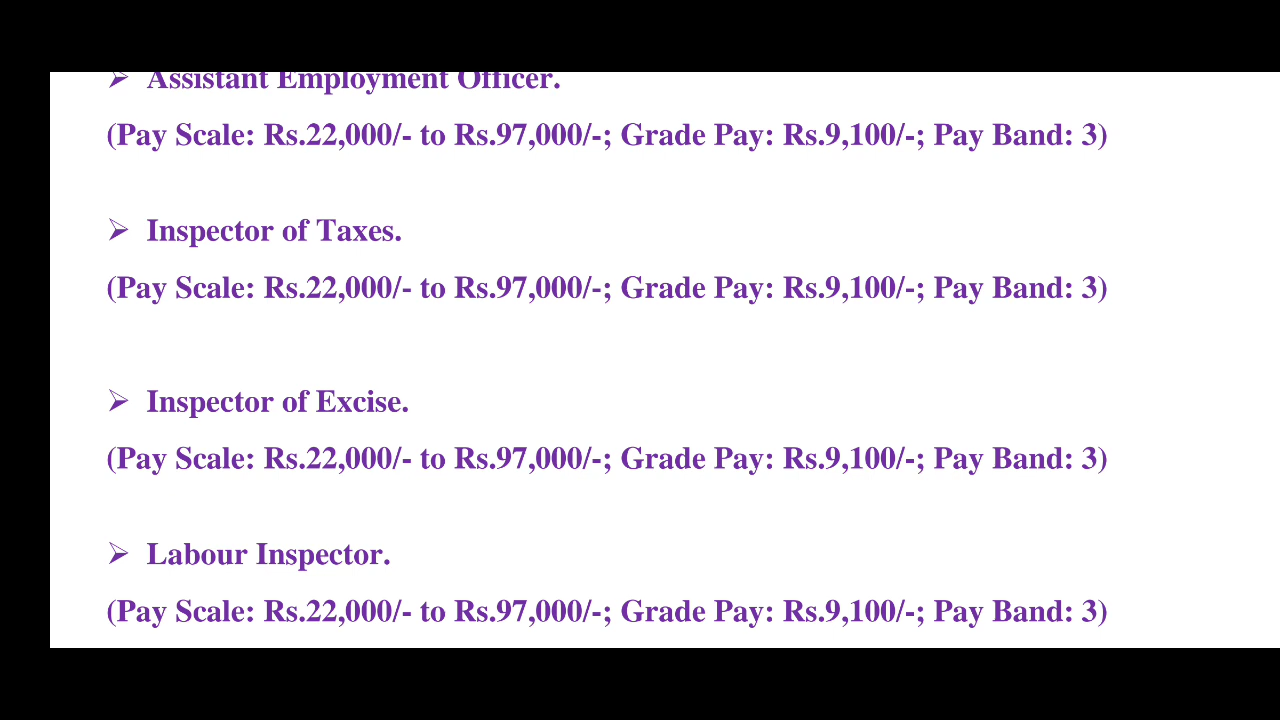 ➢ Assistant Employment Officer.
(Pay Scale: Rs.22,000/- to Rs.97,000/-; Grade Pay: Rs.9,100/-; Pay Band: 3)
➢ Inspector of Taxes.
(Pay Scale: Rs.22,000/- to Rs.97,000/-; Grade Pay: Rs.9,100/-; Pay Band: 3)
➢ Inspector of Excise.
(Pay Scale: Rs.22,000/- to Rs.97,000/-; Grade Pay: Rs.9,100/-; Pay Band: 3)
➢ Labour Inspector.
(Pay Scale: Rs.22,000/- to Rs.97,000/-; Grade Pay: Rs.9,100/-; Pay Band: 3)